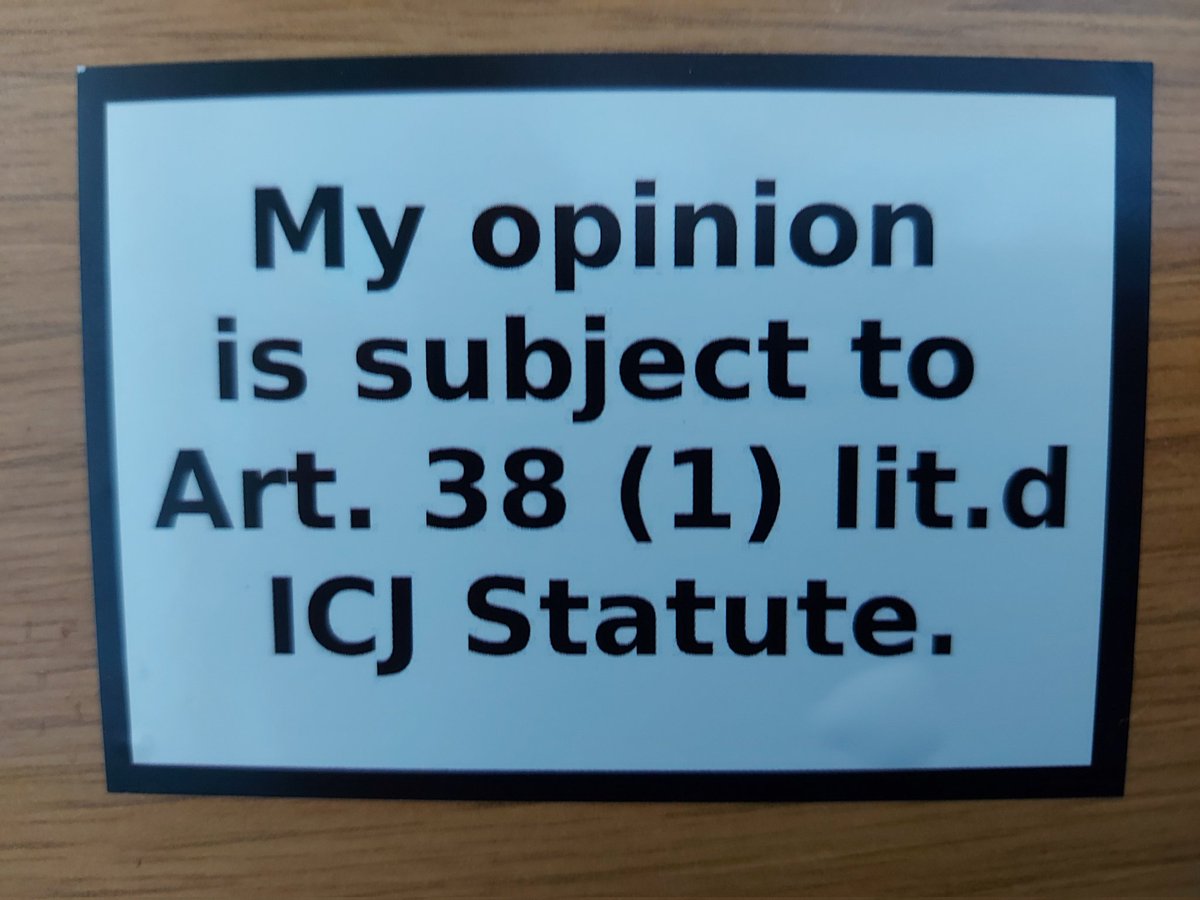 My opinion
is subject to
Art. 38 (1) lit.d
ICJ Statute.